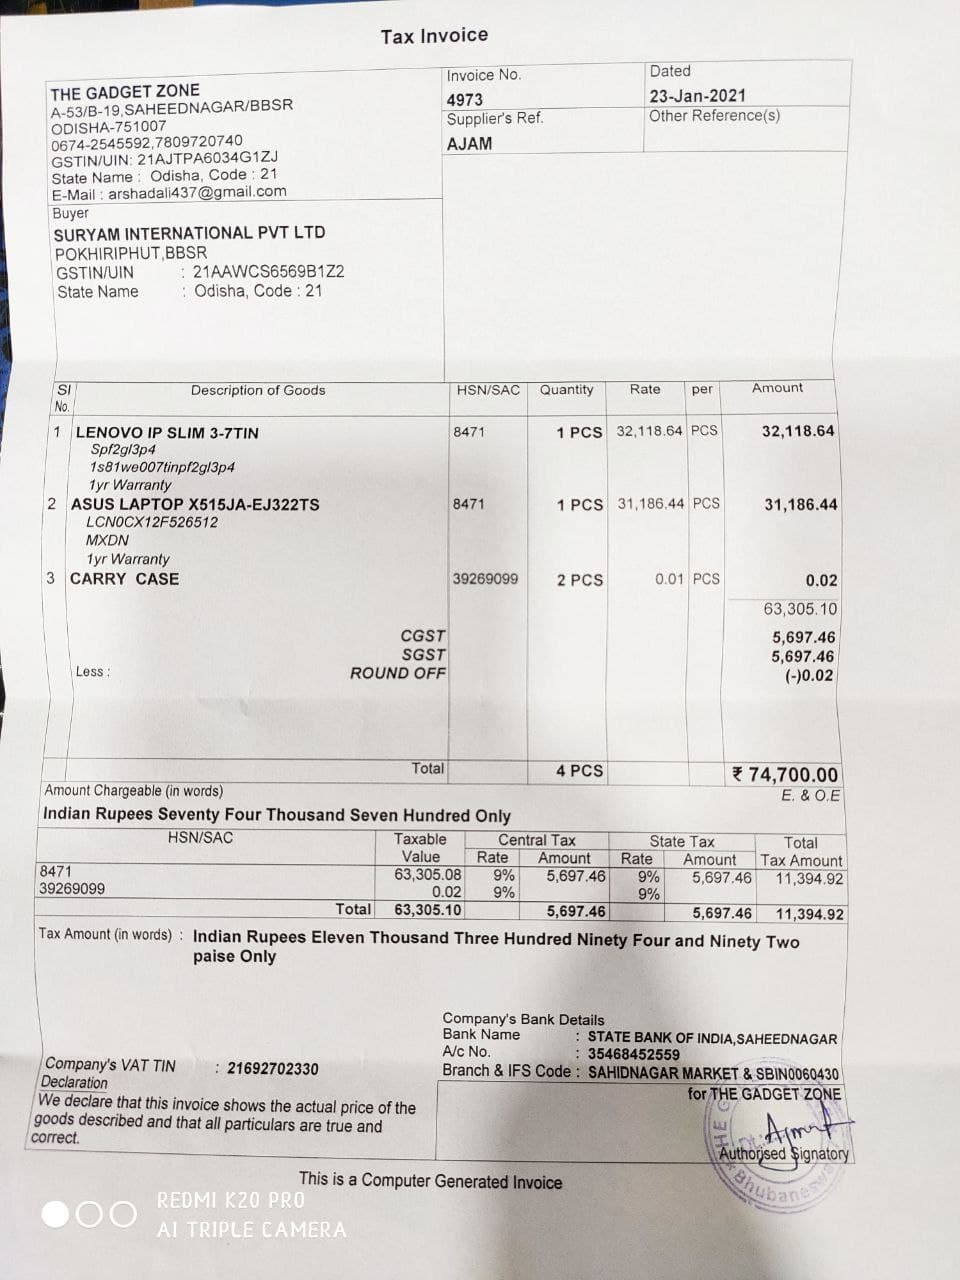 Tax Invoice
THE GADGET ZONE
A-53/B-19,SAHEEDNAGAR/BBSR
ODISHA-751007
0674-2545592,7809720740
GSTIN/UIN: 21AJTPA6034G1ZJ
State Name : Odisha, Code : 21
E-Mail : arshadali437@gmail.com
Invoice No.
4973
Dated
23-Jan-2021
Supplier's Ref.
AJAM
Other Reference(s)
Buyer
SURYAM INTERNATIONAL PVT LTD
POKHIRIPHUT,BBSR
GSTIN/UIN : 21AAWCS6569B1Z2
State Name : Odisha, Code : 21
Sl No. Description of Goods HSN/SAC Quantity Rate per Amount
1 LENOVO IP SLIM 3-7TIN 8471 1 PCS 32,118.64 PCS 32,118.64
Spf2gl3p4
1s81we007tinpf2gl3p4
1yr Warranty
2 ASUS LAPTOP X515JA-EJ322TS 8471 1 PCS 31,186.44 PCS 31,186.44
LCN0CX12F526512
MXDN
1yr Warranty
3 CARRY CASE 39269099 2 PCS 0.01 PCS 0.02
63,305.10
CGST 5,697.46
SGST 5,697.46
Less : ROUND OFF (-)0.02
Total 4 PCS ₹ 74,700.00
Amount Chargeable (in words) E. & O.E
Indian Rupees Seventy Four Thousand Seven Hundred Only
HSN/SAC Taxable Central Tax State Tax Total
Value Rate Amount Rate Amount Tax Amount
8471 63,305.08 9% 5,697.46 9% 5,697.46 11,394.92
39269099 0.02 9% 9%
Total 63,305.10 5,697.46 5,697.46 11,394.92
Tax Amount (in words) : Indian Rupees Eleven Thousand Three Hundred Ninety Four and Ninety Two
paise Only
Company's Bank Details
Bank Name : STATE BANK OF INDIA,SAHEEDNAGAR
A/c No. : 35468452559
Branch & IFS Code : SAHIDNAGAR MARKET & SBIN0060430
Company's VAT TIN : 21692702330
Declaration
We declare that this invoice shows the actual price of the
goods described and that all particulars are true and
correct.
for THE GADGET ZONE
Authorised Signatory
Bhubaneswar
This is a Computer Generated Invoice
REDMI K20 PRO
AI TRIPLE CAMERA